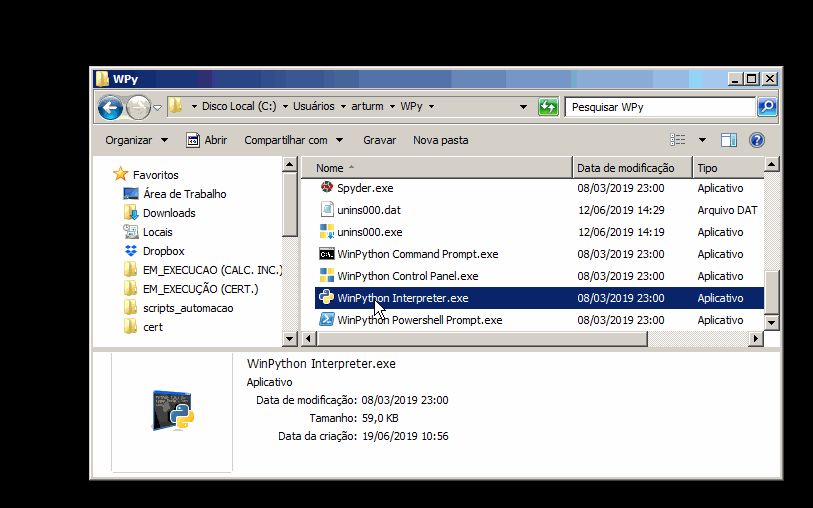 WPy
Disco Local (C:) Usuários arturm WPy
Pesquisar WPy
Organizar Abrir Compartilhar com Gravar Nova pasta
Favoritos
Área de Trabalho
Downloads
Locais
Dropbox
EM_EXECUCAO (CALC. INC.)
EM_EXECUÇÃO (CERT.)
scripts_automacao
cert
Nome Data de modificação Tipo
Spyder.exe 08/03/2019 23:00 Aplicativo
unins000.dat 12/06/2019 14:29 Arquivo DAT
unins000.exe 12/06/2019 14:19 Aplicativo
WinPython Command Prompt.exe 08/03/2019 23:00 Aplicativo
WinPython Control Panel.exe 08/03/2019 23:00 Aplicativo
WinPython Interpreter.exe 08/03/2019 23:00 Aplicativo
WinPython Powershell Prompt.exe 08/03/2019 23:00 Aplicativo
WinPython Interpreter.exe
Aplicativo
Data de modificação: 08/03/2019 23:00
Tamanho: 59,0 KB
Data da criação: 19/06/2019 10:56